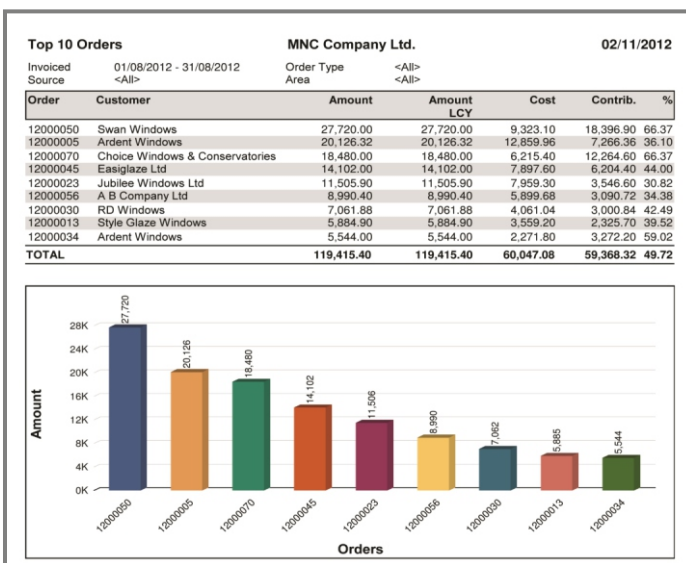 Top 10 Orders MNC Company Ltd. 02/11/2012
Invoiced 01/08/2012 - 31/08/2012 Order Type <All>
Source <All> Area <All>
Order Customer Amount Amount LCY Cost Contrib. %
12000050 Swan Windows 27,720.00 27,720.00 9,323.10 18,396.90 66.37
12000005 Ardent Windows 20,126.32 20,126.32 12,859.96 7,266.36 36.10
12000070 Choice Windows & Conservatories 18,480.00 18,480.00 6,215.40 12,264.60 66.37
12000045 Easiglaze Ltd 14,102.00 14,102.00 7,897.60 6,204.40 44.00
12000023 Jubilee Windows Ltd 11,505.90 11,505.90 7,959.30 3,546.60 30.82
12000056 A B Company Ltd 8,990.40 8,990.40 5,899.68 3,090.72 34.38
12000030 RD Windows 7,061.88 7,061.88 4,061.04 3,000.84 42.49
12000013 Style Glaze Windows 5,884.90 5,884.90 3,559.20 2,325.70 39.52
12000034 Ardent Windows 5,544.00 5,544.00 2,271.80 3,272.20 59.02
TOTAL 119,415.40 119,415.40 60,047.08 59,368.32 49.72
Amount
28K
24K
20K
16K
12K
8K
4K
0K
27,720
20,126
18,480
14,102
11,506
8,990
7,062
5,885
5,544
12000050
12000005
12000070
12000045
12000023
12000056
12000030
12000013
12000034
Orders